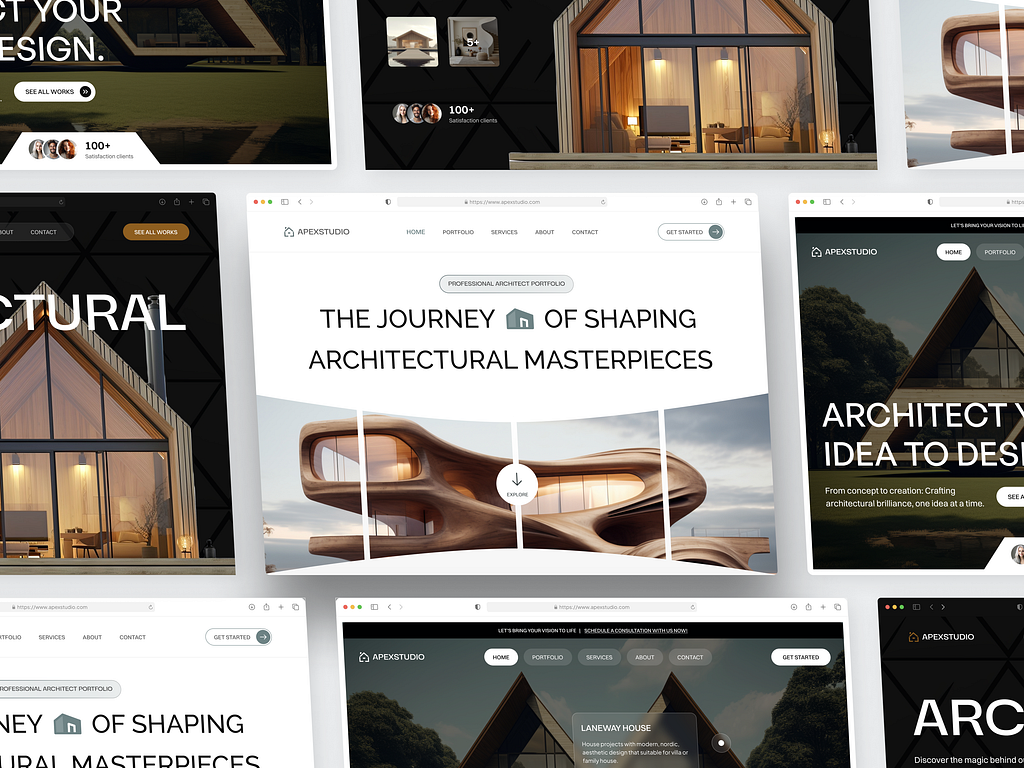 CT YOUR
ESIGN.
SEE ALL WORKS
100+
Satisfaction clients
5+
100+
Satisfaction clients
BOUT
CONTACT
SEE ALL WORKS
CTURAL
https://www.apexstudio.com
APEXSTUDIO
HOME
PORTFOLIO
SERVICES
ABOUT
CONTACT
GET STARTED
PROFESSIONAL ARCHITECT PORTFOLIO
THE JOURNEY OF SHAPING
ARCHITECTURAL MASTERPIECES
EXPLORE
https
LET'S BRING YOUR VISION TO LI
APEXSTUDIO
HOME
PORTFOLIO
ARCHITECT Y
IDEA TO DESI
From concept to creation: Crafting
architectural brilliance, one idea at a time.
SEE A
https://www.apexstudio.com
RTFOLIO
SERVICES
ABOUT
CONTACT
GET STARTED
ROFESSIONAL ARCHITECT PORTFOLIO
NEY OF SHAPING
URAL MASTERPIECES
https://www.apexstudio.com
LET'S BRING YOUR VISION TO LIFE | SCHEDULE A CONSULTATION WITH US NOW!
APEXSTUDIO
HOME
PORTFOLIO
SERVICES
ABOUT
CONTACT
GET STARTED
LANEWAY HOUSE
House projects with modern, nordic,
aesthetic design that suitable for villa or
family house.
APEXSTUDIO
ARC
Discover the magic behind o